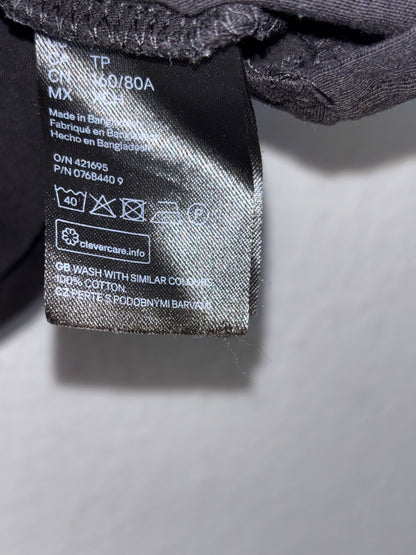 CA TP
CN 160/80A
MX
Made in Bangladesh
Fabriqué en Bangladesh
Hecho en Bangladesh
O/N 421695
P/N 0768440 9
40
P
clevercare.info
GB WASH WITH SIMILAR COLOURS.
100% COTTON.
CZ PERTE S PODOBNÝMI BARVAMI.